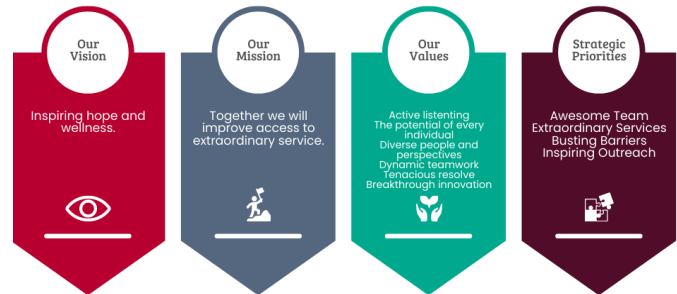 Our
Vision
Inspiring hope and
wellness.
Our
Mission
Together we will
improve access to
extraordinary service.
Our
Values
Active listenting
The potential of every
individual
Diverse people and
perspectives
Dynamic teamwork
Tenacious resolve
Breakthrough innovation
Strategic
Priorities
Awesome Team
Extraordinary Services
Busting Barriers
Inspiring Outreach